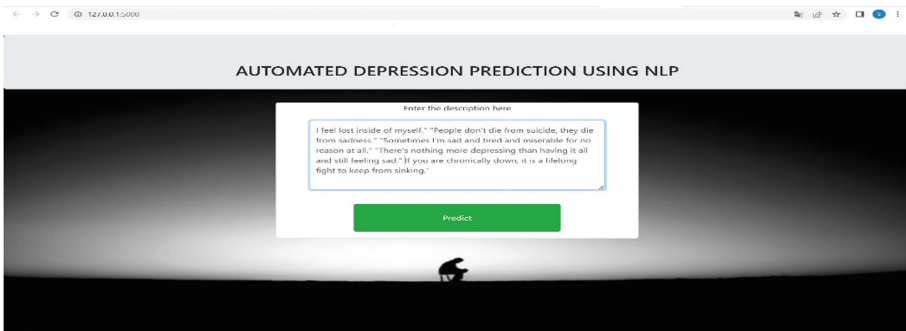 127.0.0.1:5000
AUTOMATED DEPRESSION PREDICTION USING NLP
Enter the description here
I feel lost inside of myself." "People don't die from suicide, they die
from sadness." "Sometimes I'm sad and tired and miserable for no
reason at all." "There's nothing more depressing than having it all
and still feeling sad." If you are chronically down, it is a lifelong
fight to keep from sinking.'
Predict